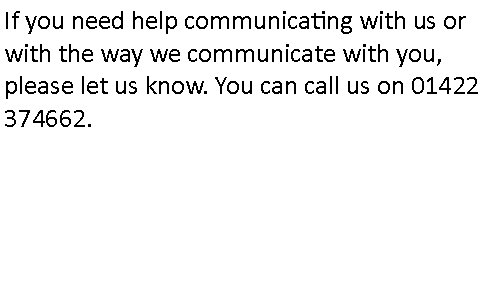 If you need help communicating with us or
with the way we communicate with you,
please let us know. You can call us on 01422
374662.